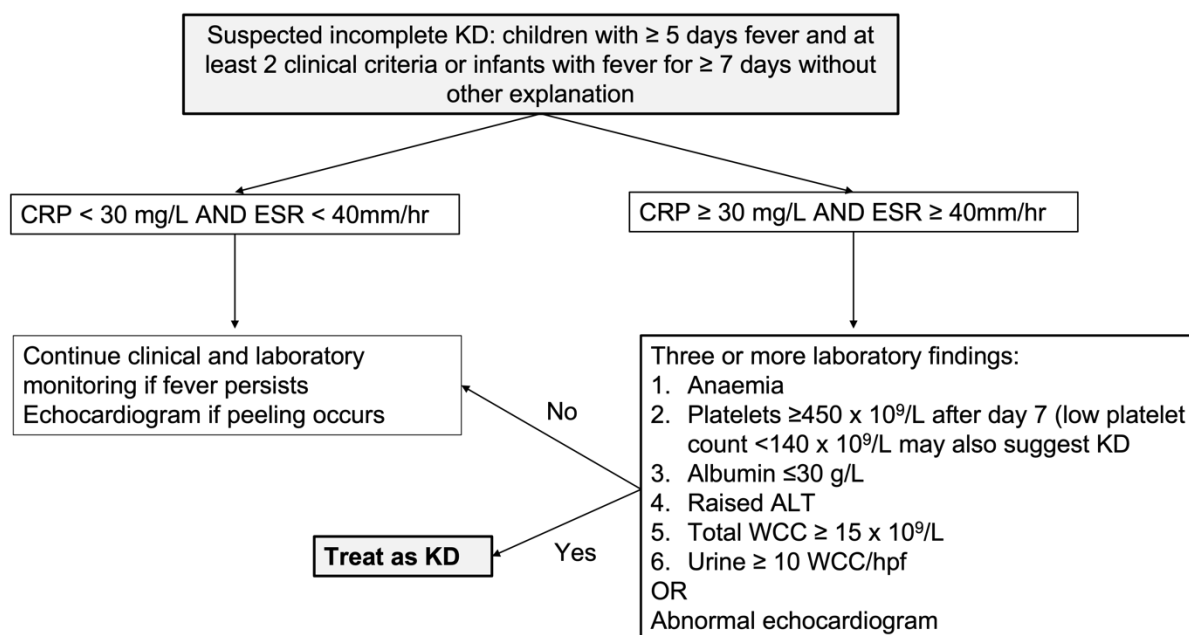 Suspected incomplete KD: children with ≥ 5 days fever and at
least 2 clinical criteria or infants with fever for ≥ 7 days without
other explanation
CRP < 30 mg/L AND ESR < 40mm/hr
CRP ≥ 30 mg/L AND ESR ≥ 40mm/hr
Continue clinical and laboratory
monitoring if fever persists
Echocardiogram if peeling occurs
Three or more laboratory findings:
1. Anaemia
2. Platelets ≥450 x 10⁹/L after day 7 (low platelet
count <140 x 10⁹/L may also suggest KD
3. Albumin ≤30 g/L
4. Raised ALT
5. Total WCC ≥ 15 x 10⁹/L
6. Urine ≥ 10 WCC/hpf
OR
Abnormal echocardiogram
No
Yes
Treat as KD